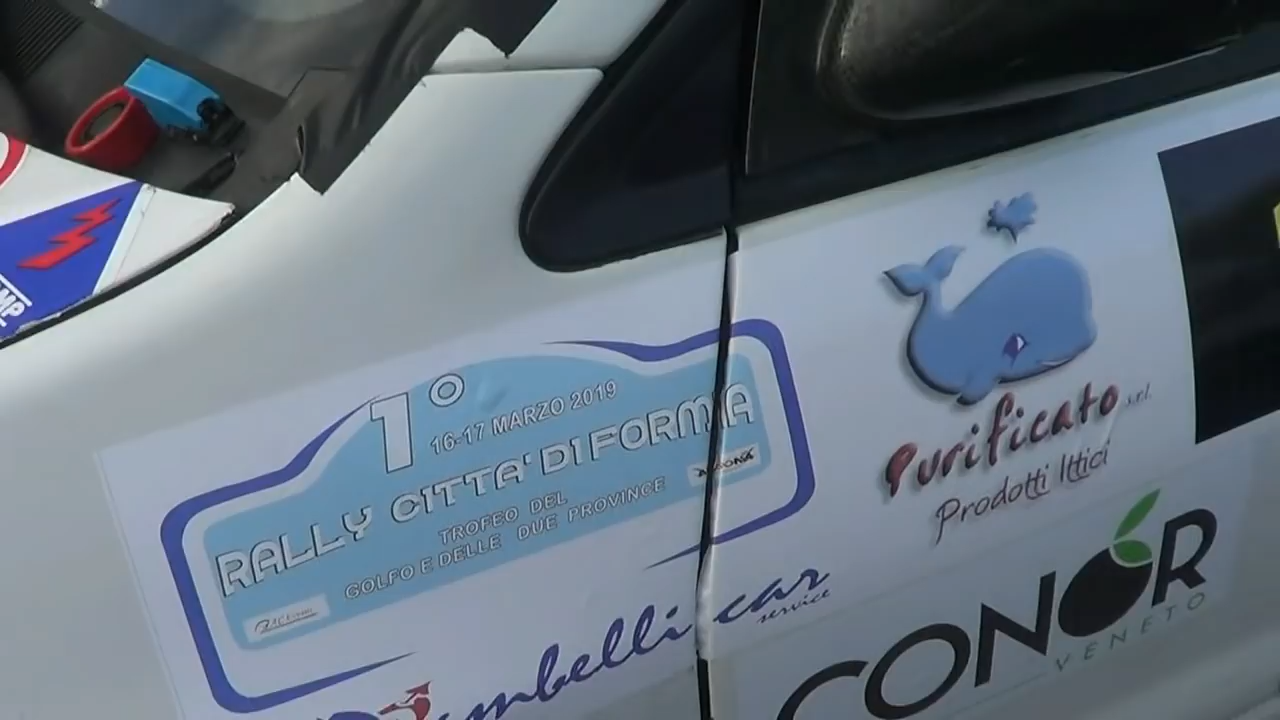 1°
16-17 MARZO 2019
RALLY CITTA' DI FORMIA
TROFEO DEL
GOLFO E DELLE DUE PROVINCE
car
service
Purificato s.r.l.
Prodotti Ittici
CONOR
VENETO